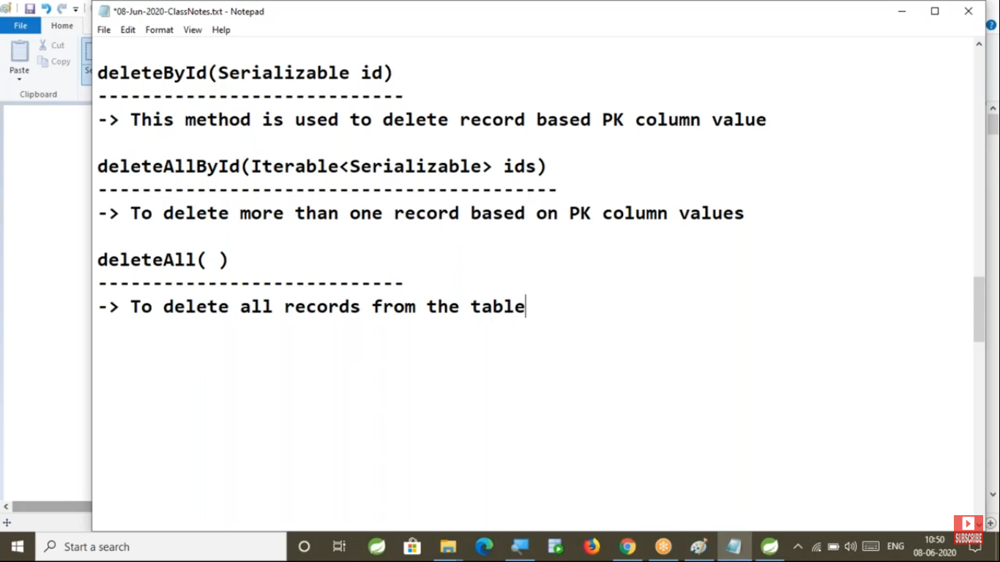 *08-Jun-2020-ClassNotes.txt - Notepad
File Home
File Edit Format View Help
Cut
Copy
Paste
Clipboard
deleteById(Serializable id)
----------------------------
-> This method is used to delete record based PK column value
deleteAllById(Iterable<Serializable> ids)
------------------------------------------
-> To delete more than one record based on PK column values
deleteAll( )
----------------------------
-> To delete all records from the table
SUBSCRIBE
Start a search
ENG
10:50
08-06-2020